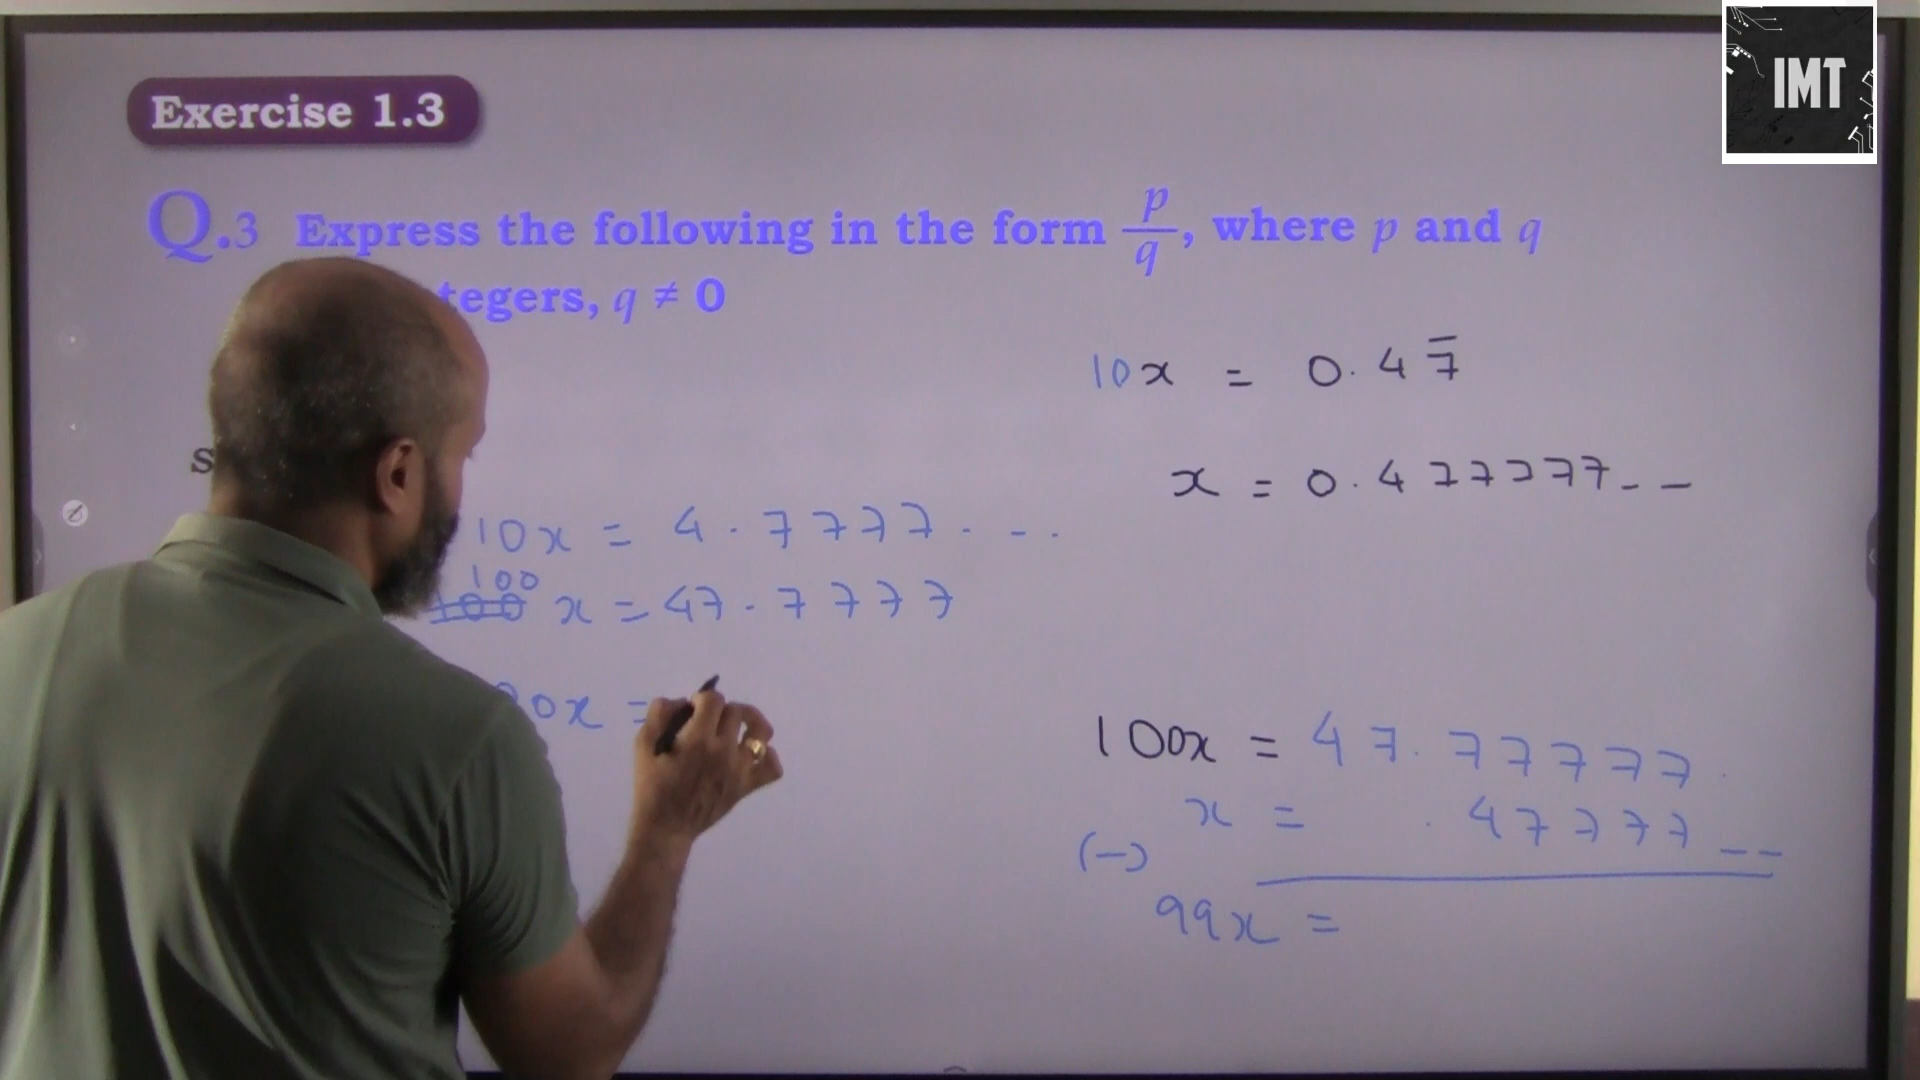 IMT
Exercise 1.3
Q.3 Express the following in the form p/q, where p and q
tegers, q ≠ 0
10x = 0.47̅
S
x = 0.477777--
10x = 4.7777. - .
100
100 x = 47.7777
0x =
100x = 47.77777.
x = .47777--
(-)
99x =